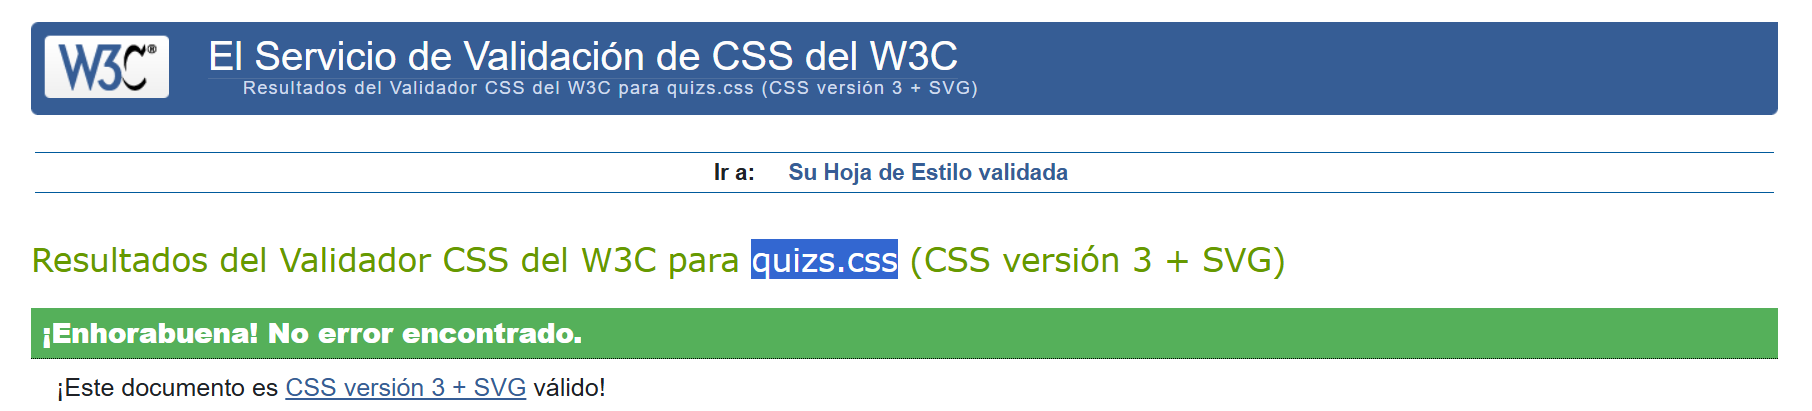 W3C®
El Servicio de Validación de CSS del W3C
Resultados del Validador CSS del W3C para quizs.css (CSS versión 3 + SVG)
Ir a: Su Hoja de Estilo validada
Resultados del Validador CSS del W3C para quizs.css (CSS versión 3 + SVG)
¡Enhorabuena! No error encontrado.
¡Este documento es CSS versión 3 + SVG válido!